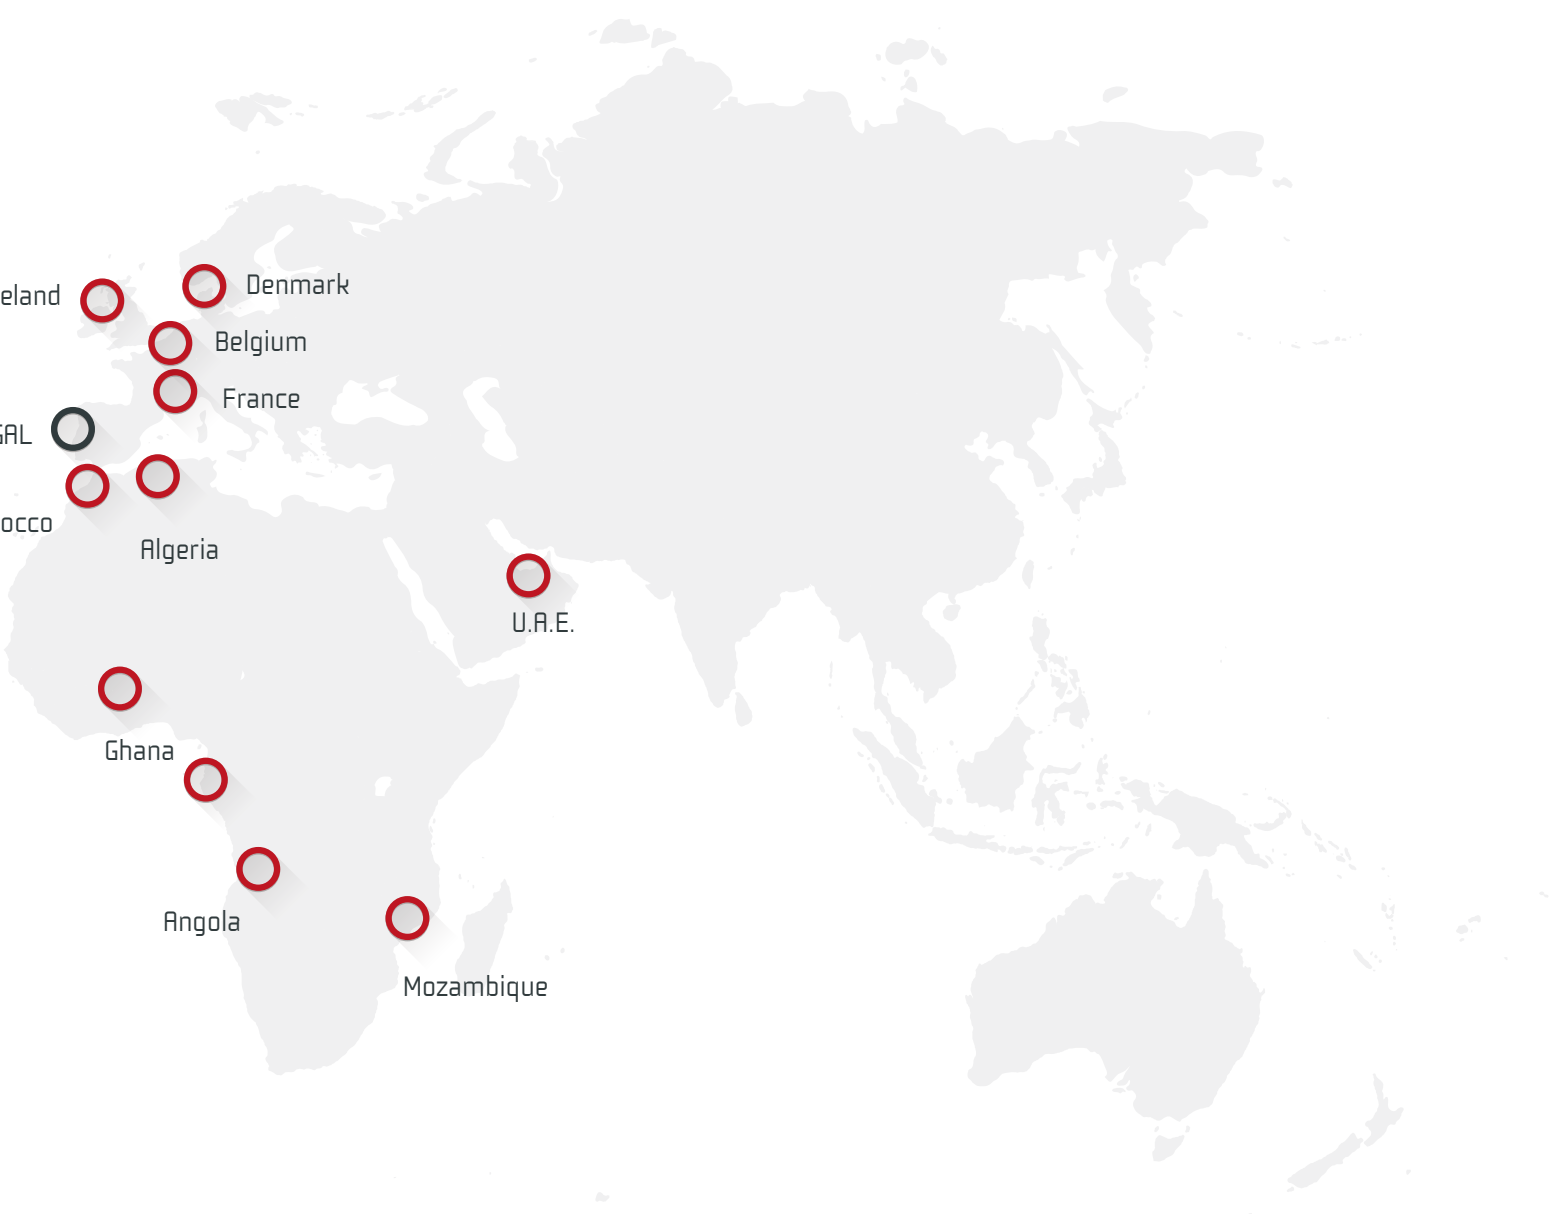 Denmark
eland
Belgium
France
GAL
occo
Algeria
U.A.E.
Ghana
Angola
Mozambique